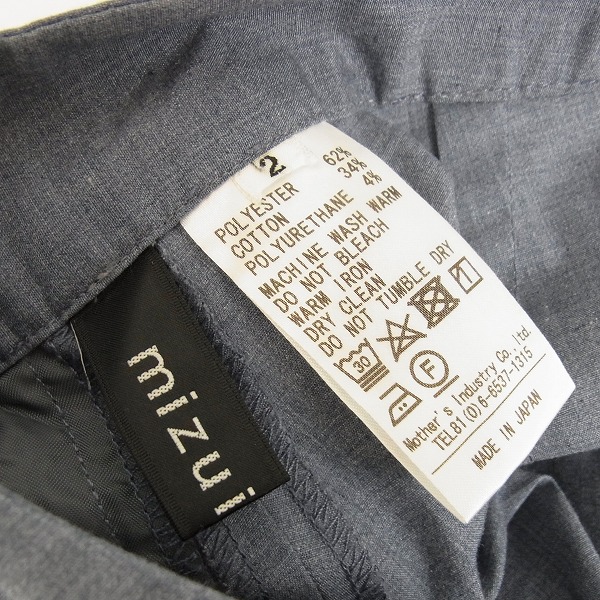 2
POLYESTER 62%
COTTON 34%
POLYURETHANE 4%
MACHINE WASH WARM
DO NOT BLEACH
WARM IRON
DRY CLEAN
DO NOT TUMBLE DRY
30
F
Mother's Industry Co. ltd.
TEL81(0)6-6537-1315
MADE IN JAPAN
mizui